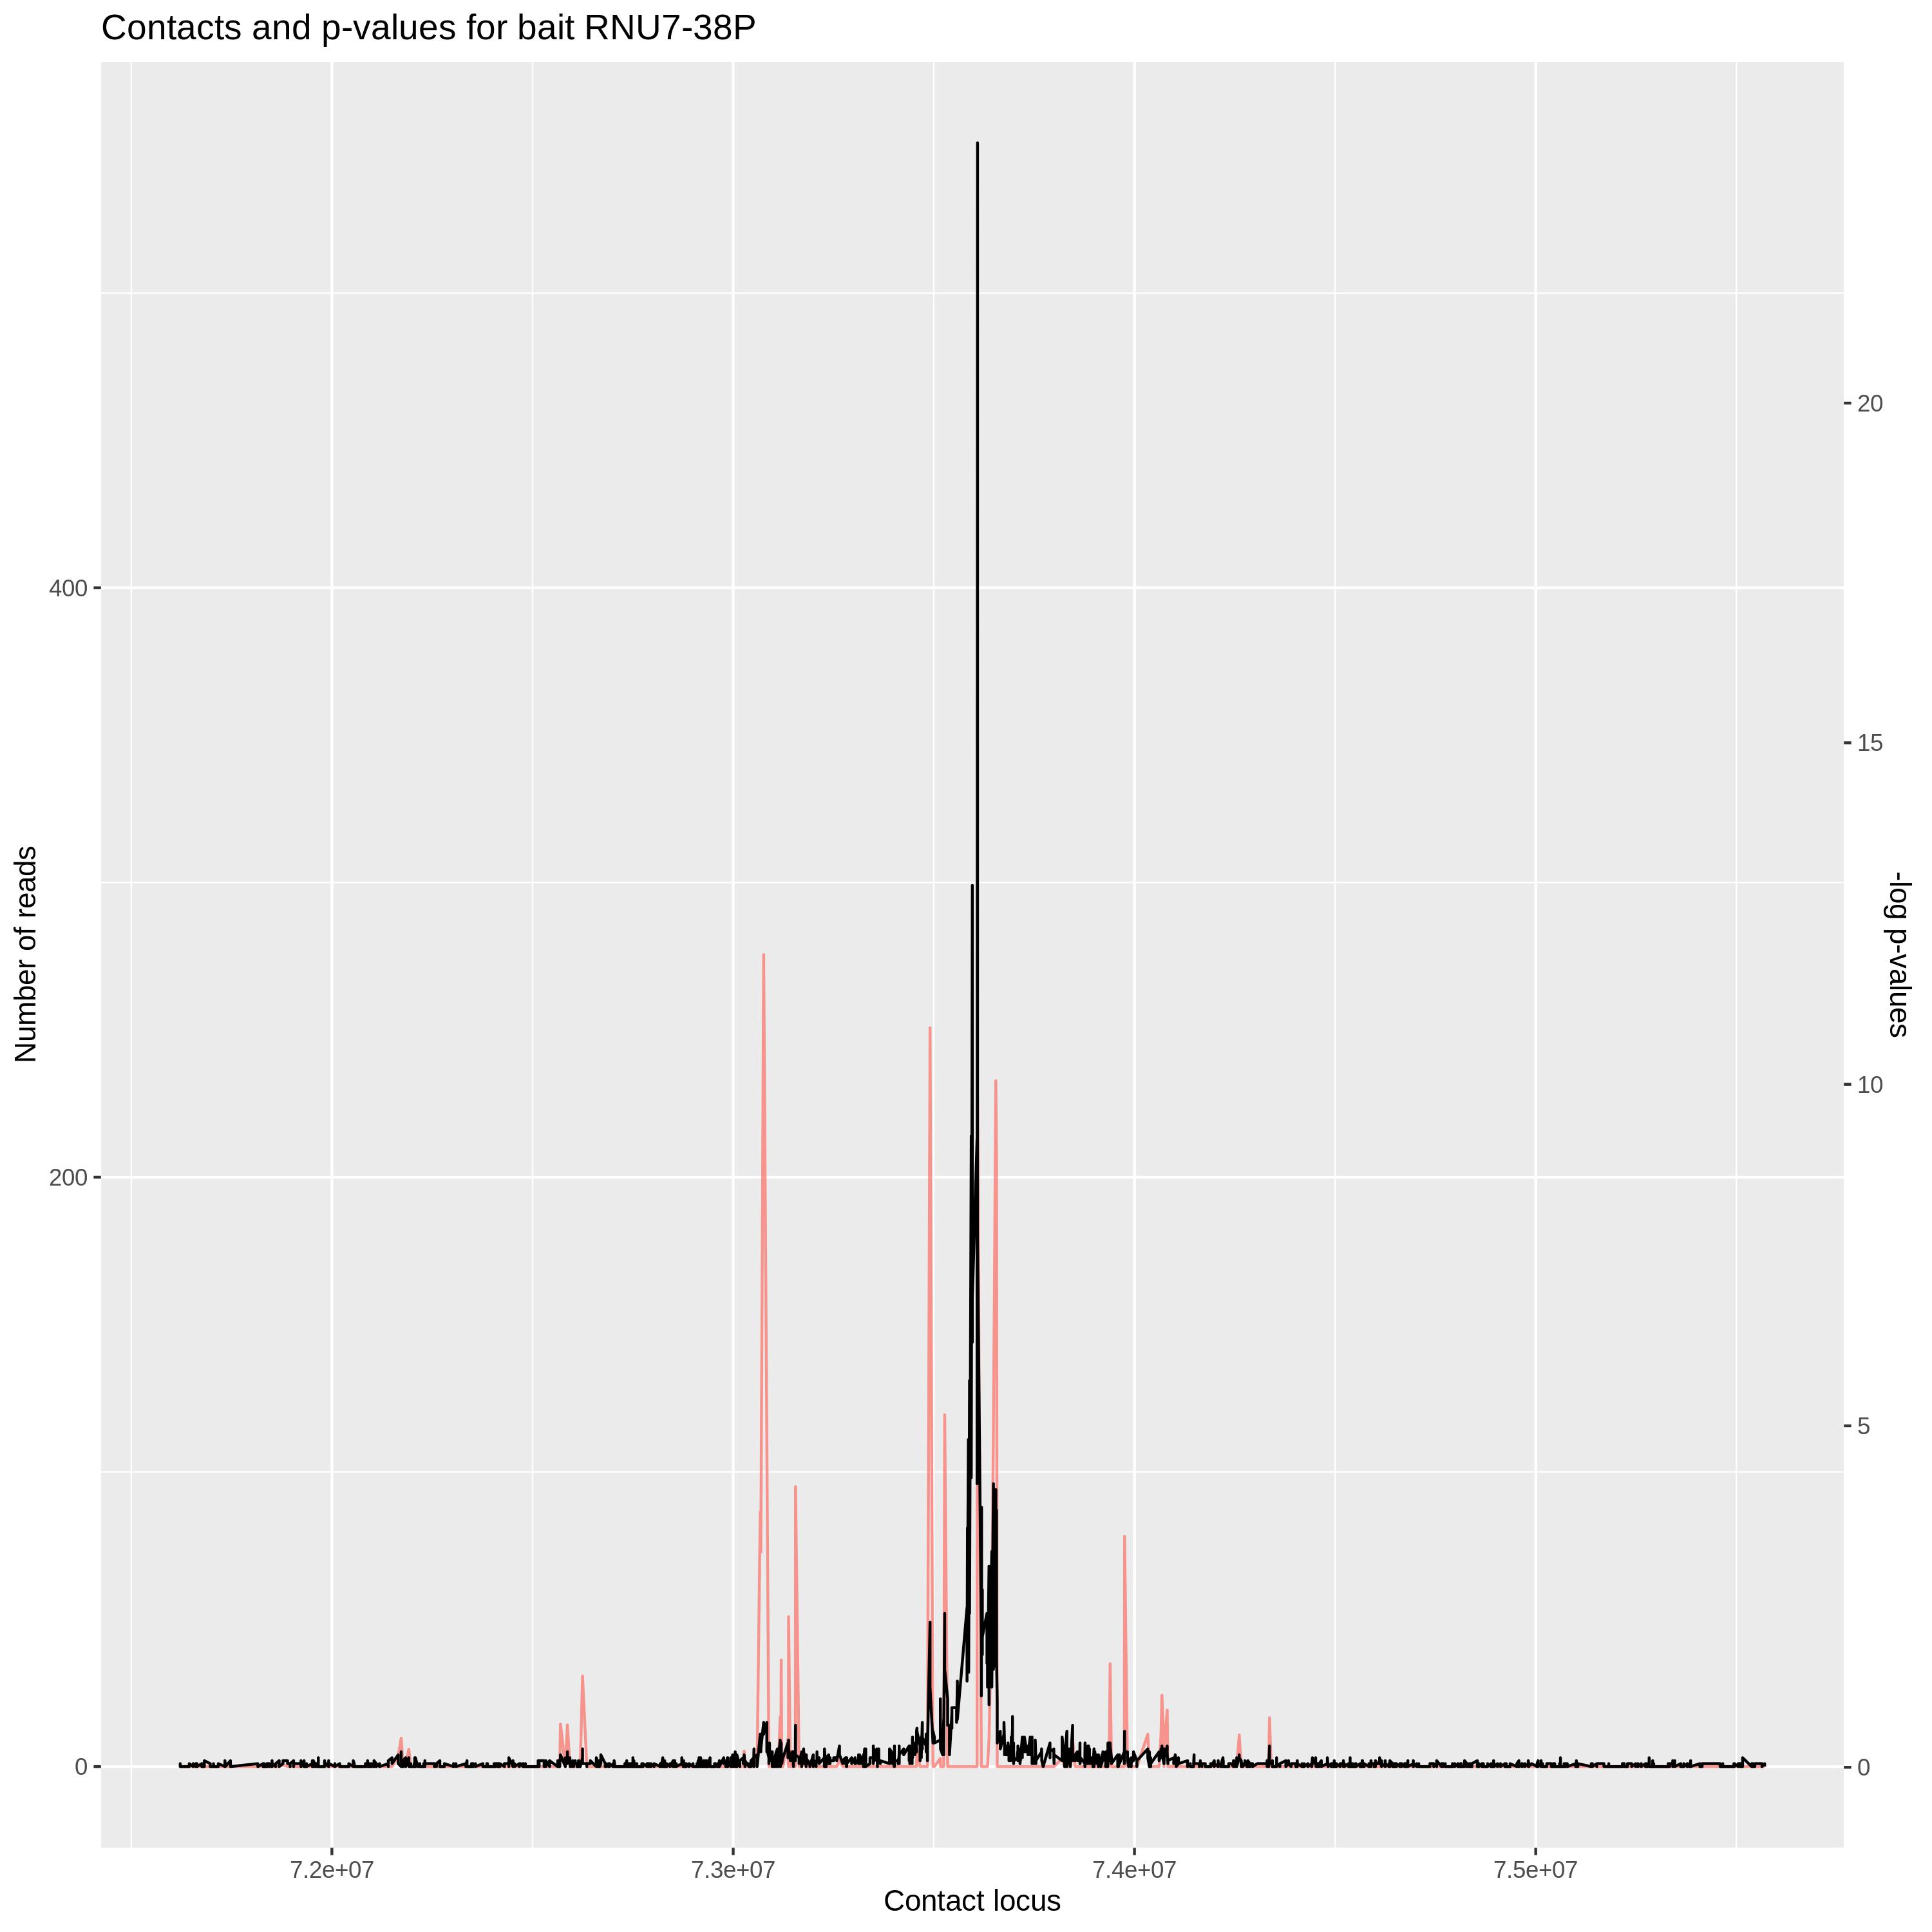 Contacts and p-values for bait RNU7-38P
Number of reads
400
200
0
20
15
10
5
0
-log p-values
7.2e+07 7.3e+07 7.4e+07 7.5e+07
Contact locus